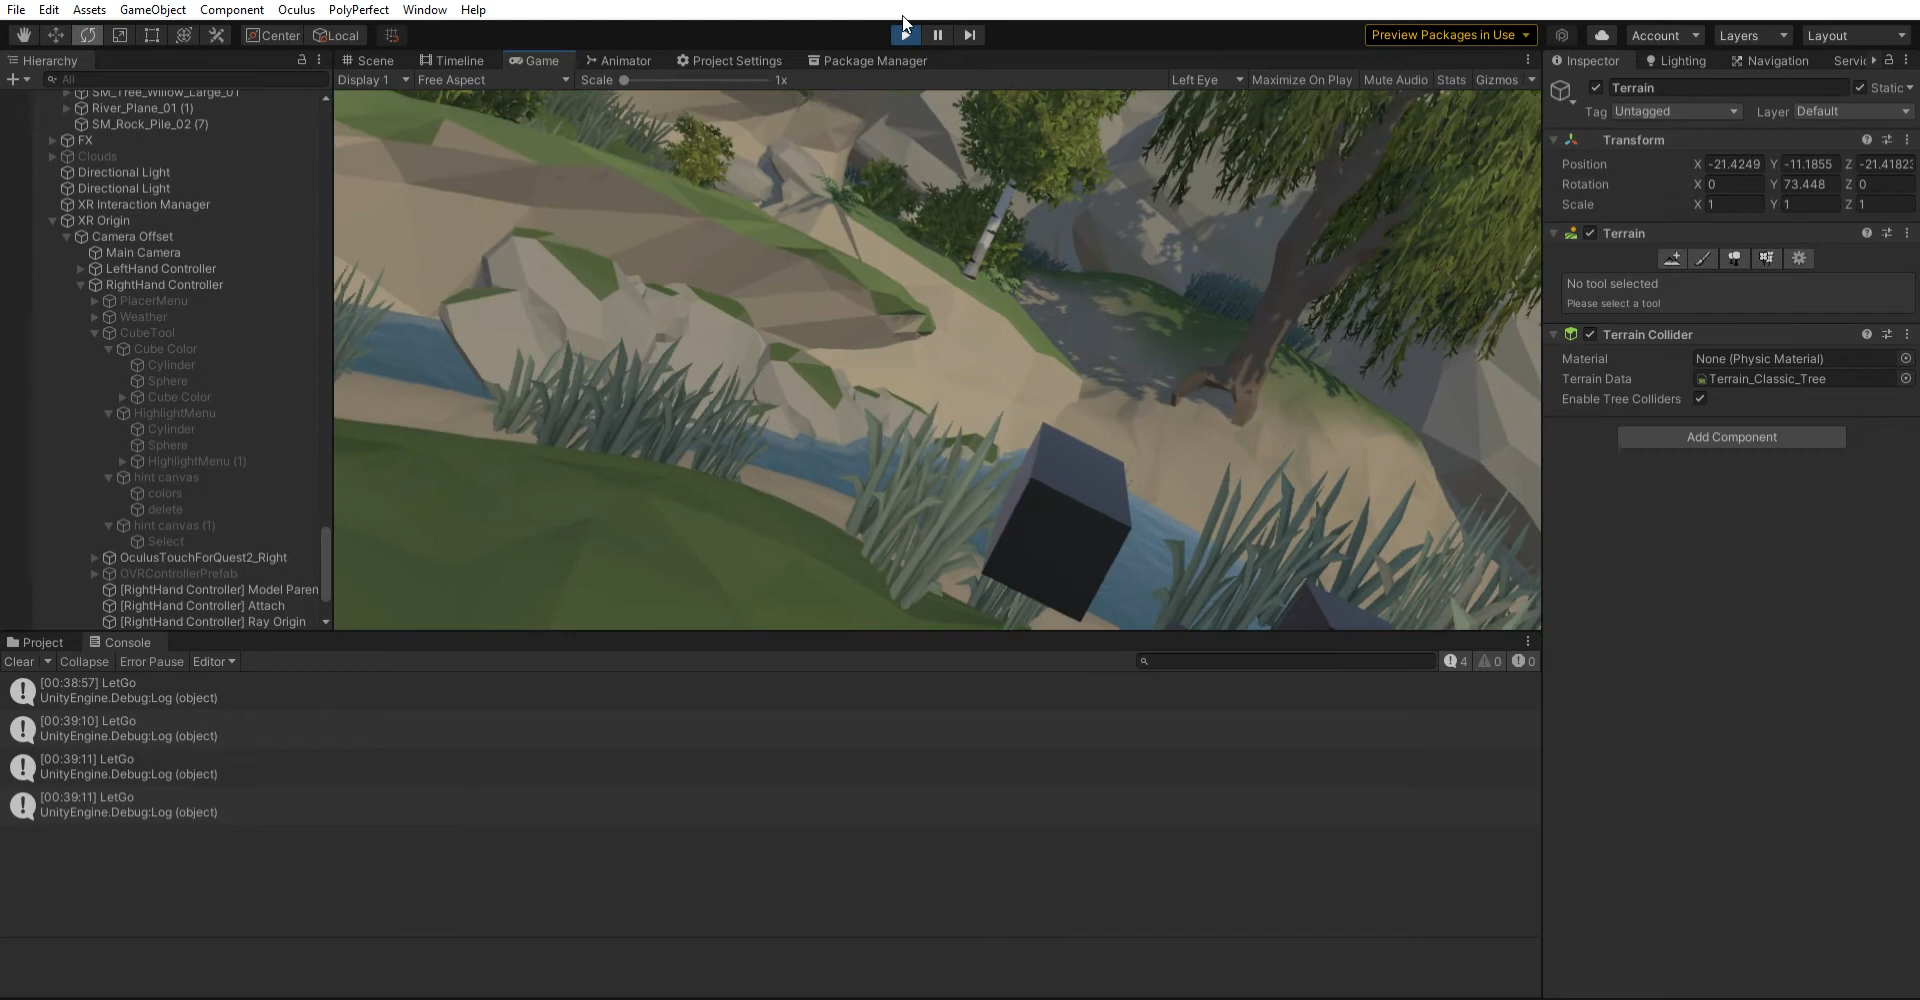 File Edit Assets GameObject Component Oculus PolyPerfect Window Help
Center Local Preview Packages in Use Account Layers Layout
Hierarchy Scene Timeline Game Animator Project Settings Package Manager Inspector Lighting Navigation Servic
All Display 1 Free Aspect Scale 1x Left Eye Maximize On Play Mute Audio Stats Gizmos
SM_Tree_Willow_Large_01
River_Plane_01 (1)
SM_Rock_Pile_02 (7)
FX
Clouds
Directional Light
Directional Light
XR Interaction Manager
XR Origin
Camera Offset
Main Camera
LeftHand Controller
RightHand Controller
PlacerMenu
Weather
CubeTool
Cube Color
Cylinder
Sphere
Cube Color
HighlightMenu
Cylinder
Sphere
HighlightMenu (1)
hint canvas
colors
delete
hint canvas (1)
Select
OculusTouchForQuest2_Right
OVRControllerPrefab
[RightHand Controller] Model Paren
[RightHand Controller] Attach
[RightHand Controller] Ray Origin
Terrain Static
Tag Untagged Layer Default
Transform
Position X -21.4249 Y -11.1855 Z -21.4182
Rotation X 0 Y 73.448 Z 0
Scale X 1 Y 1 Z 1
Terrain
No tool selected
Please select a tool
Terrain Collider
Material None (Physic Material)
Terrain Data Terrain_Classic_Tree
Enable Tree Colliders
Add Component
Project Console
Clear Collapse Error Pause Editor 4 0 0
[00:38:57] LetGo
UnityEngine.Debug:Log (object)
[00:39:10] LetGo
UnityEngine.Debug:Log (object)
[00:39:11] LetGo
UnityEngine.Debug:Log (object)
[00:39:11] LetGo
UnityEngine.Debug:Log (object)